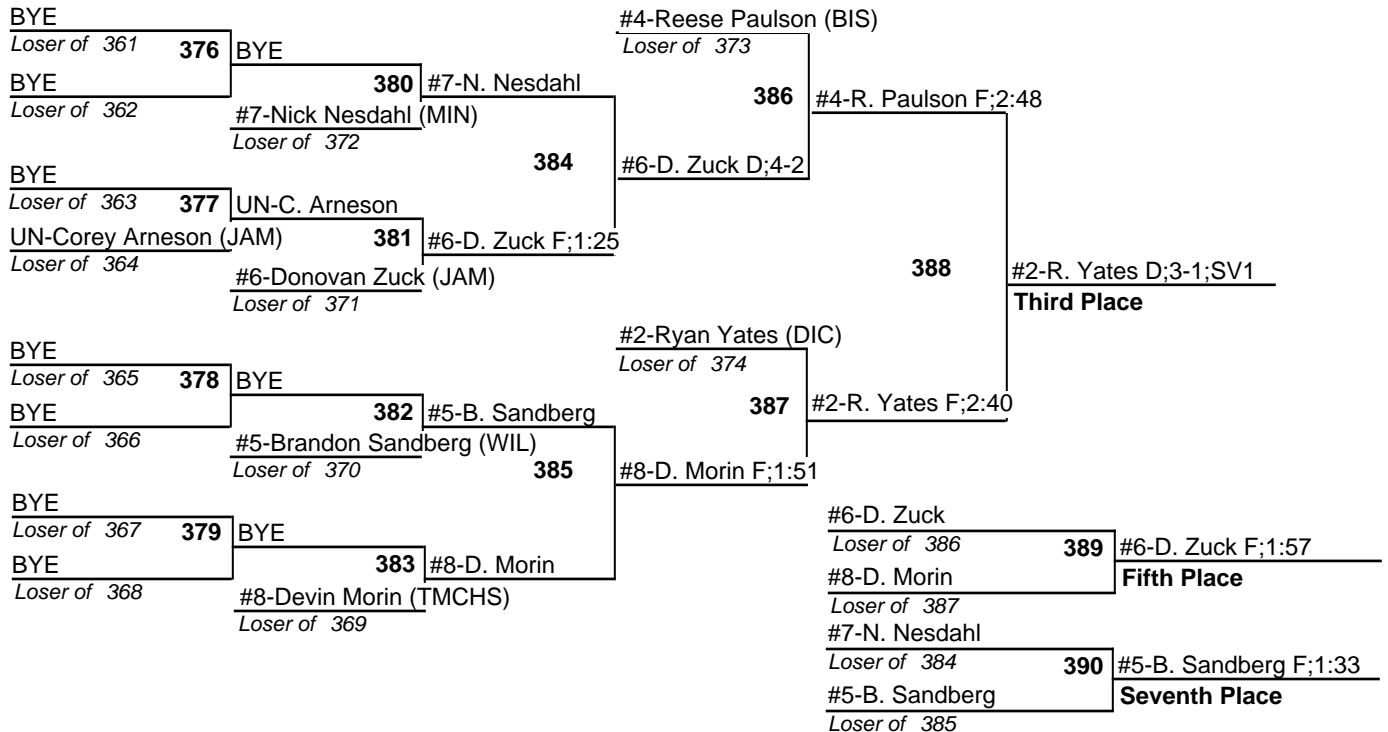 BYE
Loser of 361
376
BYE
BYE
Loser of 362
380
#7-N. Nesdahl
#7-Nick Nesdahl (MIN)
Loser of 372
384
#6-D. Zuck D;4-2
BYE
Loser of 363
377
UN-C. Arneson
UN-Corey Arneson (JAM)
Loser of 364
381
#6-D. Zuck F;1:25
#6-Donovan Zuck (JAM)
Loser of 371
#4-Reese Paulson (BIS)
Loser of 373
386
#4-R. Paulson F;2:48
388
#2-R. Yates D;3-1;SV1
Third Place
BYE
Loser of 365
378
BYE
BYE
Loser of 366
382
#5-B. Sandberg
#5-Brandon Sandberg (WIL)
Loser of 370
385
#8-D. Morin F;1:51
BYE
Loser of 367
379
BYE
BYE
Loser of 368
383
#8-D. Morin
#8-Devin Morin (TMCHS)
Loser of 369
#2-Ryan Yates (DIC)
Loser of 374
387
#2-R. Yates F;2:40
#6-D. Zuck
Loser of 386
389
#6-D. Zuck F;1:57
Fifth Place
#8-D. Morin
Loser of 387
#7-N. Nesdahl
Loser of 384
390
#5-B. Sandberg F;1:33
Seventh Place
#5-B. Sandberg
Loser of 385